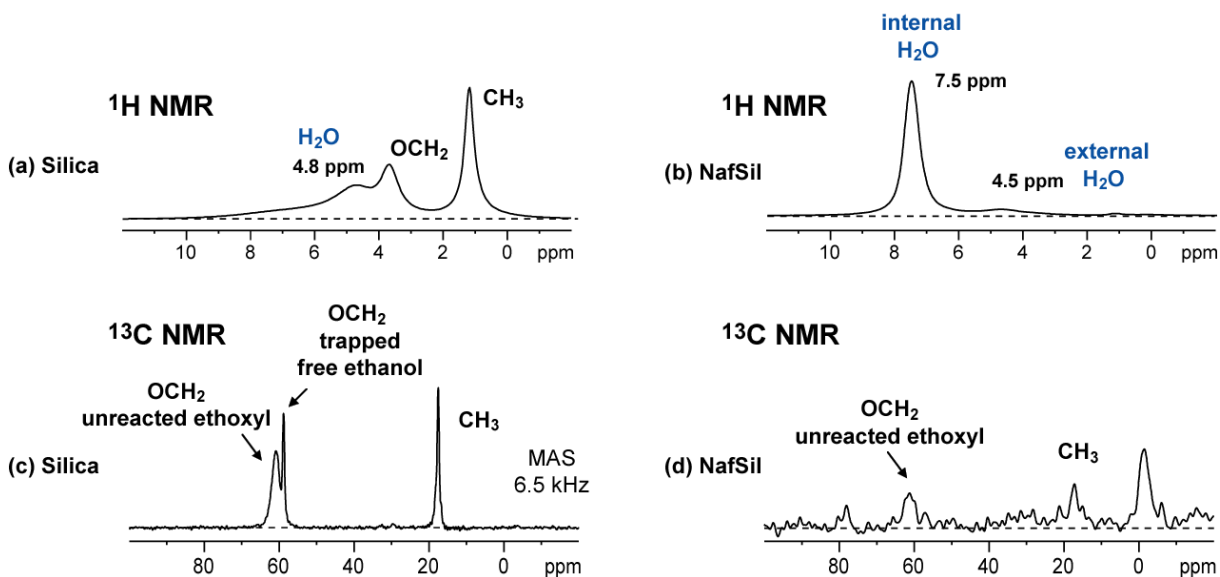 ¹H NMR
(a) Silica
H₂O
4.8 ppm
OCH₂
CH₃
10 8 6 4 2 0 ppm
¹H NMR
(b) NafSil
internal
H₂O
7.5 ppm
4.5 ppm
external
H₂O
10 8 6 4 2 0 ppm
¹³C NMR
(c) Silica
OCH₂
unreacted ethoxyl
OCH₂
trapped
free ethanol
CH₃
MAS
6.5 kHz
80 60 40 20 0 ppm
¹³C NMR
(d) NafSil
OCH₂
unreacted ethoxyl
CH₃
80 60 40 20 0 ppm